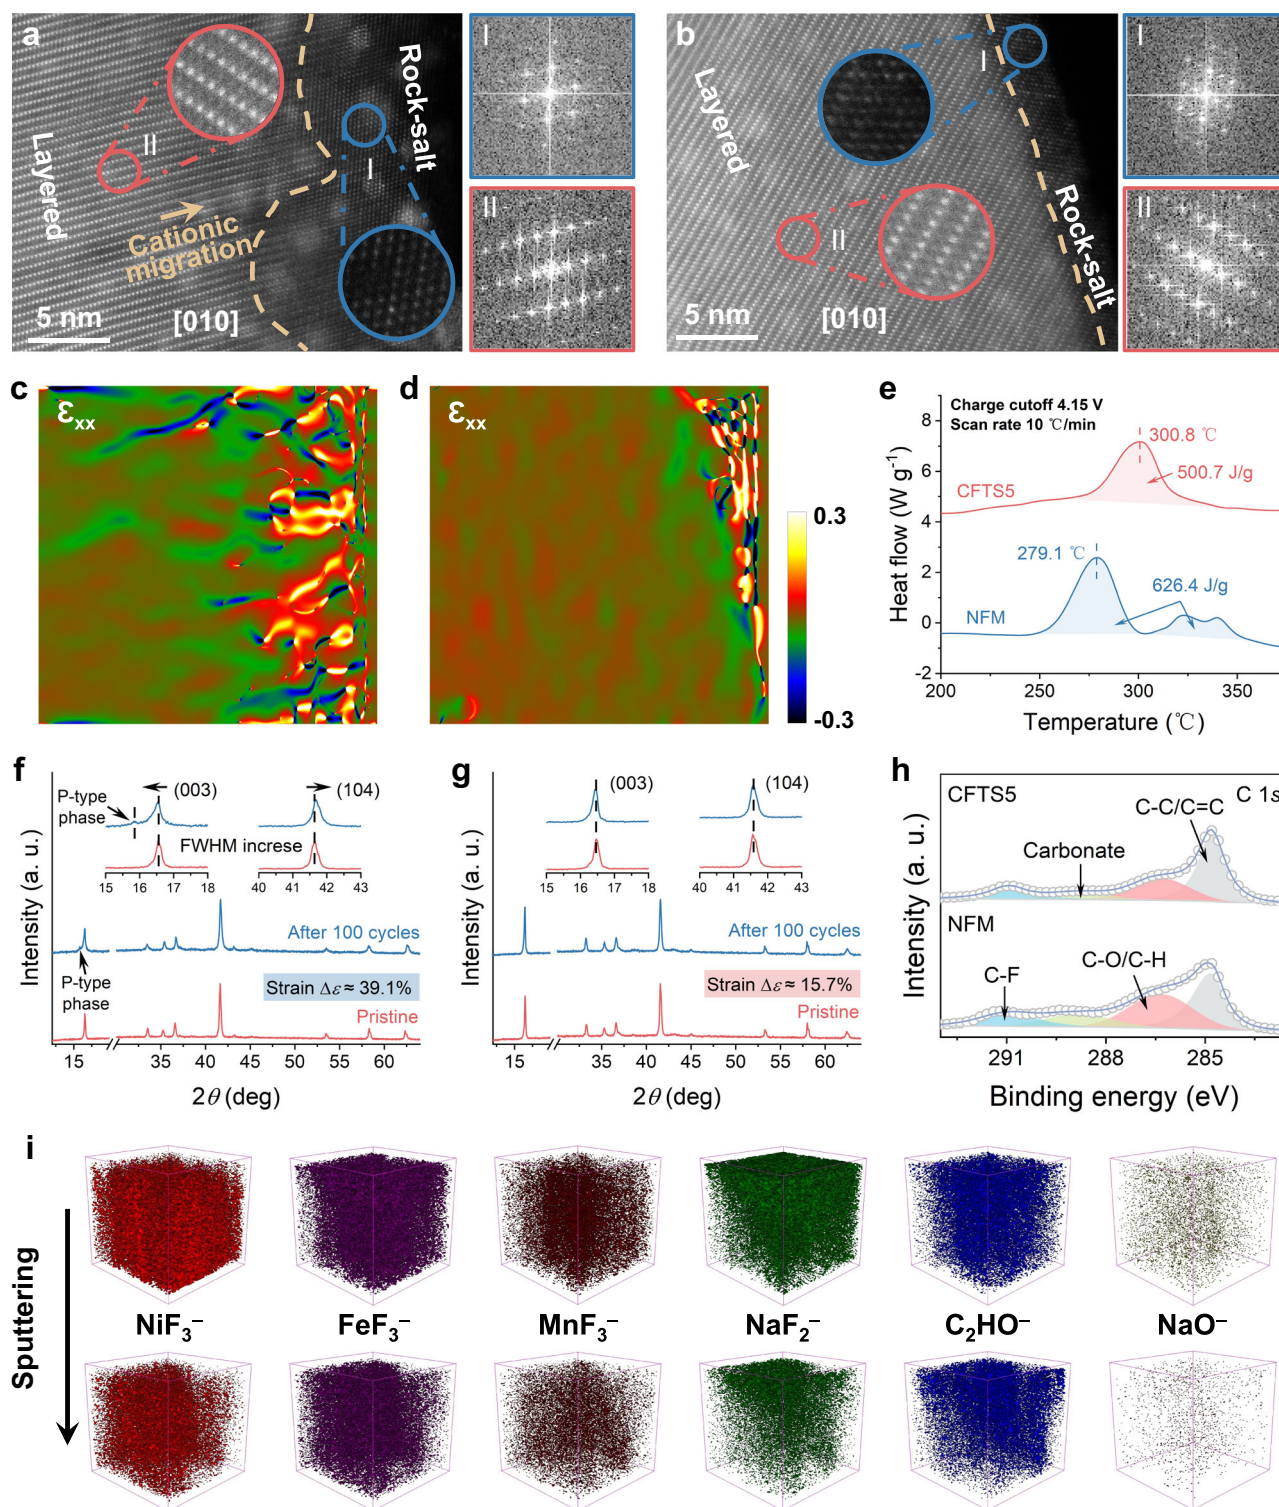 a
Layered
II
Cationic
migration
5 nm
[010]
Rock-salt
I
I
II
b
Layered
I
II
5 nm
[010]
Rock-salt
I
II
c
εxx
d
εxx
0.3
-0.3
e
Charge cutoff 4.15 V
Scan rate 10 ℃/min
300.8 ℃
500.7 J/g
CFTS5
279.1 ℃
626.4 J/g
NFM
Heat flow (W g⁻¹)
8
6
4
2
0
-2
200 250 300 350
Temperature (℃)
f
P-type
phase
(003)
(104)
FWHM increse
15 16 17 18
40 41 42 43
After 100 cycles
P-type
phase
Strain Δε ≈ 39.1%
Pristine
Intensity (a. u.)
15 35 40 45 50 55 60
2θ (deg)
g
(003)
(104)
15 16 17 18
40 41 42 43
After 100 cycles
Strain Δε ≈ 15.7%
Pristine
Intensity (a. u.)
15 35 40 45 50 55 60
2θ (deg)
h
CFTS5
C 1s
C-C/C=C
Carbonate
NFM
C-F
C-O/C-H
Intensity (a. u.)
291 288 285
Binding energy (eV)
i
Sputtering
NiF₃⁻
FeF₃⁻
MnF₃⁻
NaF₂⁻
C₂HO⁻
NaO⁻